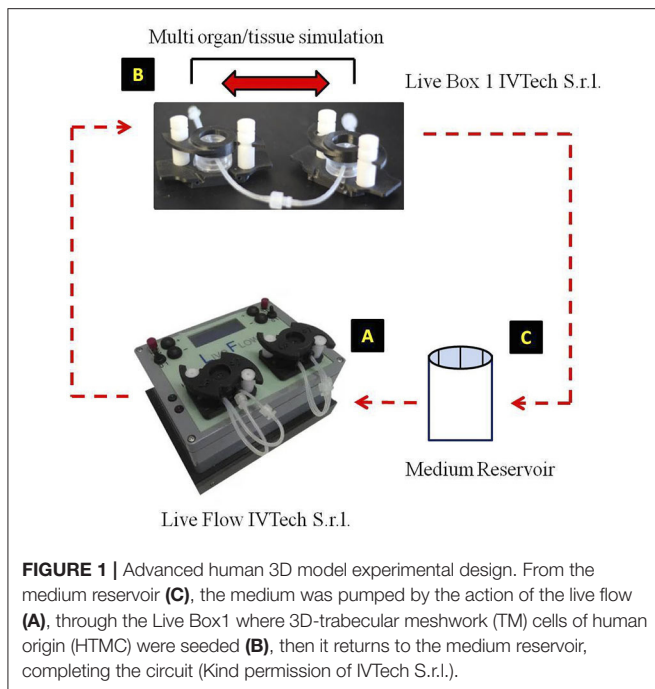 Multi organ/tissue simulation
B
Live Box 1 IVTech S.r.l.
A
C
LIVE FLOW
Medium Reservoir
Live Flow IVTech S.r.l.
FIGURE 1 | Advanced human 3D model experimental design. From the
medium reservoir (C), the medium was pumped by the action of the live flow
(A), through the Live Box1 where 3D-trabecular meshwork (TM) cells of human
origin (HTMC) were seeded (B), then it returns to the medium reservoir,
completing the circuit (Kind permission of IVTech S.r.l.).